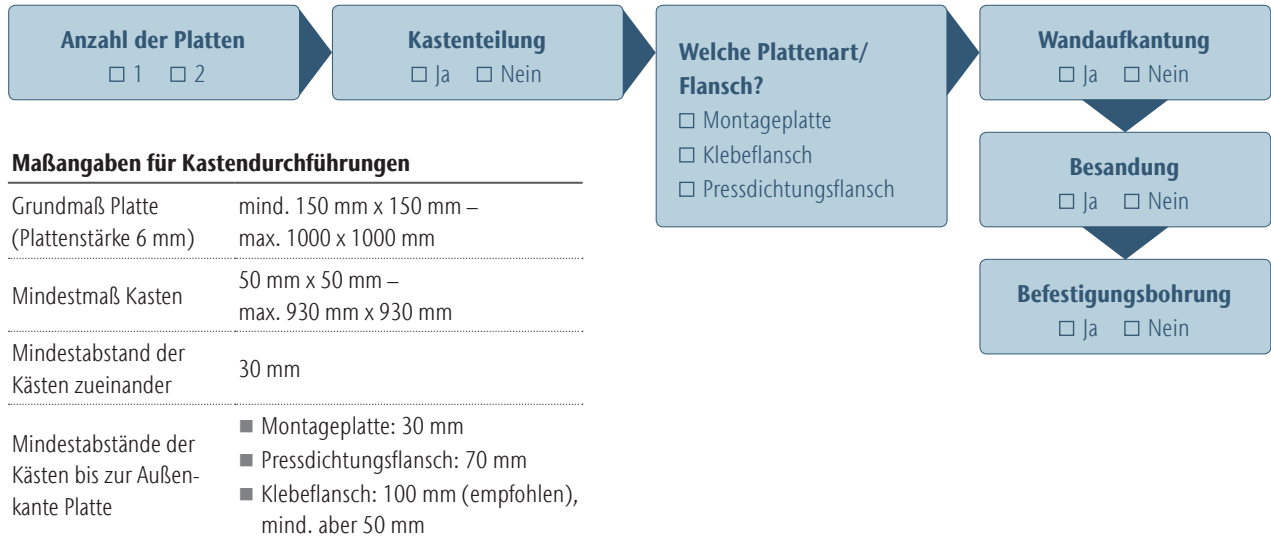 Anzahl der Platten
☐ 1 ☐ 2
Kastenteilung
☐ Ja ☐ Nein
Welche Plattenart/
Flansch?
☐ Montageplatte
☐ Klebeflansch
☐ Pressdichtungsflansch
Wandaufkantung
☐ Ja ☐ Nein
Besandung
☐ Ja ☐ Nein
Befestigungsbohrung
☐ Ja ☐ Nein
Maßangaben für Kastendurchführungen
Grundmaß Platte
(Plattenstärke 6 mm)
mind. 150 mm x 150 mm –
max. 1000 x 1000 mm
Mindestmaß Kasten
50 mm x 50 mm –
max. 930 mm x 930 mm
Mindestabstand der
Kästen zueinander
30 mm
Mindestabstände der
Kästen bis zur Außen-
kante Platte
■ Montageplatte: 30 mm
■ Pressdichtungsflansch: 70 mm
■ Klebeflansch: 100 mm (empfohlen),
mind. aber 50 mm